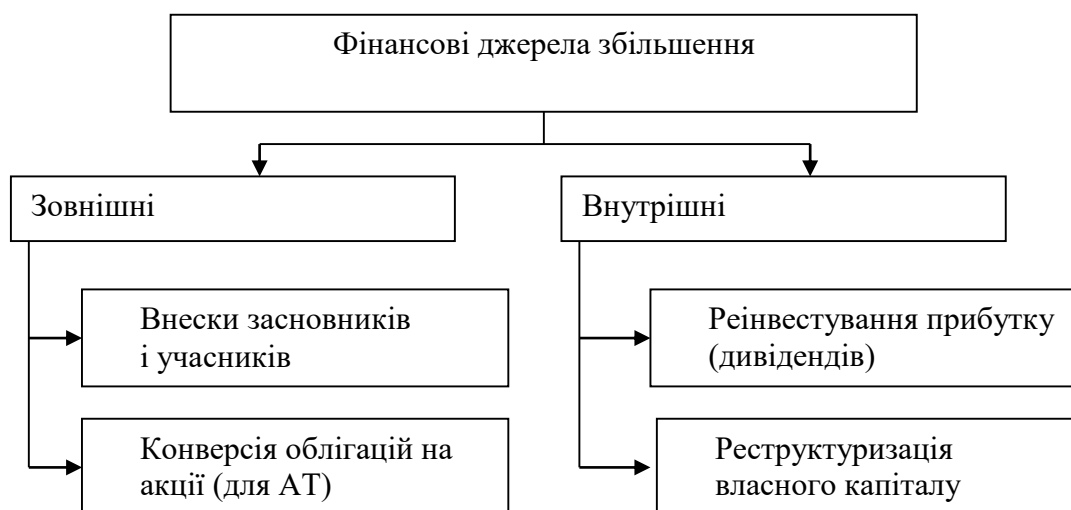 Фінансові джерела збільшення
Зовнішні
Внутрішні
Внески засновників
і учасників
Реінвестування прибутку
(дивідендів)
Конверсія облігацій на
акції (для АТ)
Реструктуризація
власного капіталу